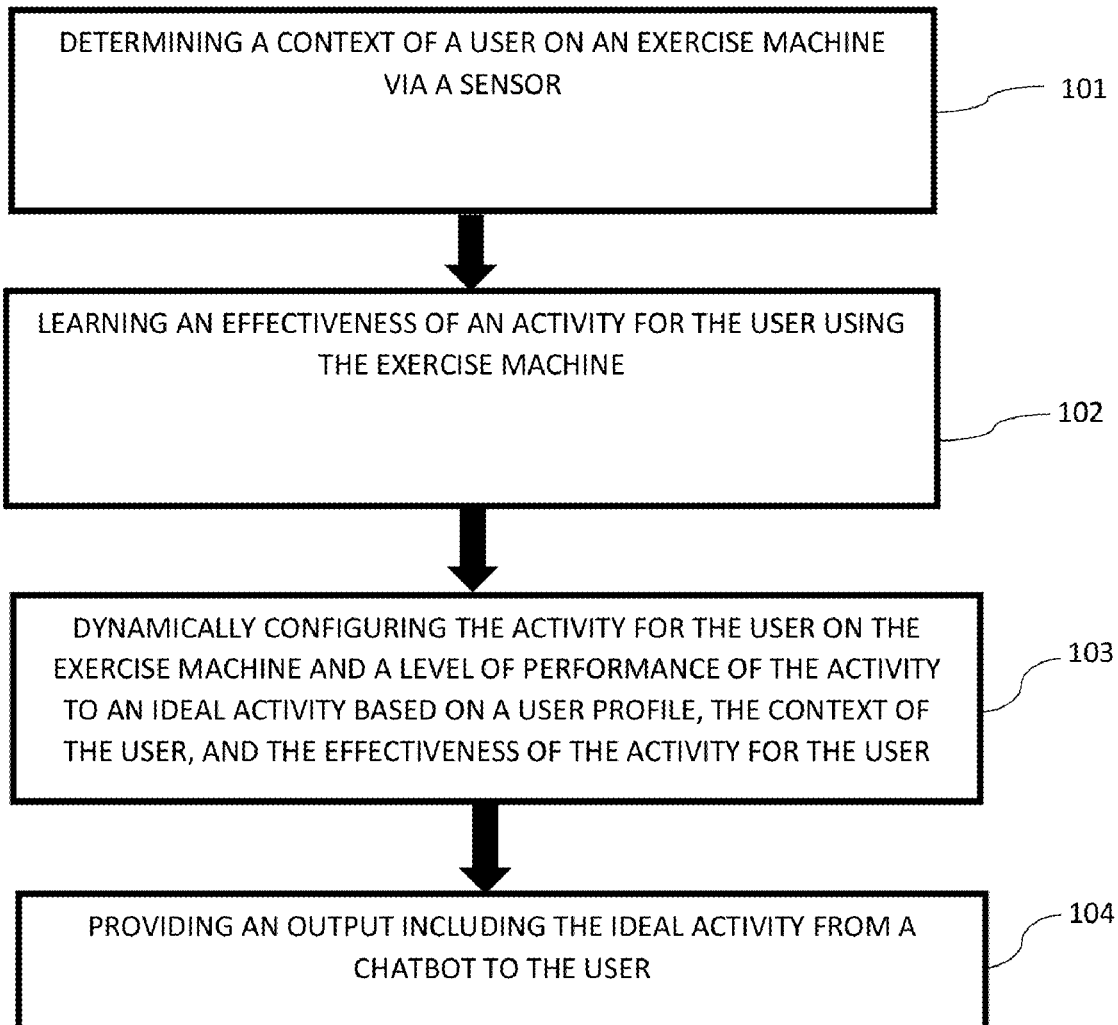 DETERMINING A CONTEXT OF A USER ON AN EXERCISE MACHINE
VIA A SENSOR
101
LEARNING AN EFFECTIVENESS OF AN ACTIVITY FOR THE USER USING
THE EXERCISE MACHINE
102
DYNAMICALLY CONFIGURING THE ACTIVITY FOR THE USER ON THE
EXERCISE MACHINE AND A LEVEL OF PERFORMANCE OF THE ACTIVITY
TO AN IDEAL ACTIVITY BASED ON A USER PROFILE, THE CONTEXT OF
THE USER, AND THE EFFECTIVENESS OF THE ACTIVITY FOR THE USER
103
PROVIDING AN OUTPUT INCLUDING THE IDEAL ACTIVITY FROM A
CHATBOT TO THE USER
104